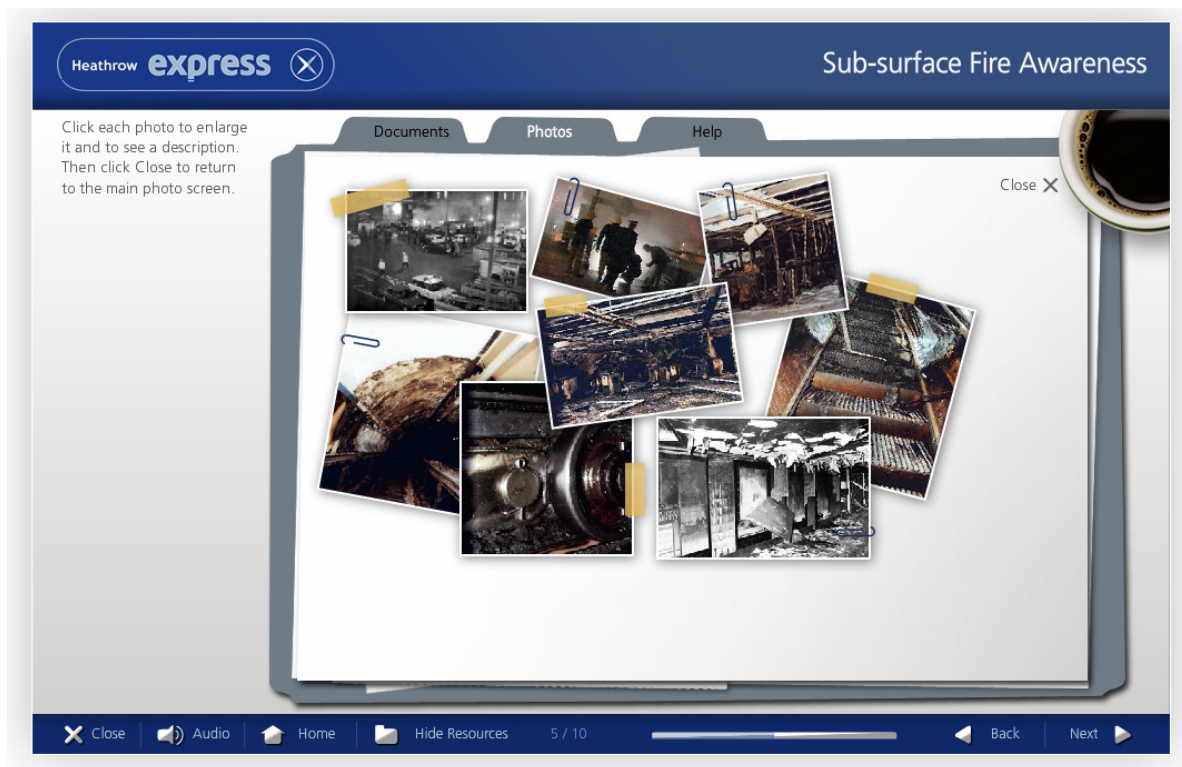 Heathrow express
Sub-surface Fire Awareness
Click each photo to enlarge
it and to see a description.
Then click Close to return
to the main photo screen.
Documents
Photos
Help
Close
Close
Audio
Home
Hide Resources
5 / 10
Back
Next